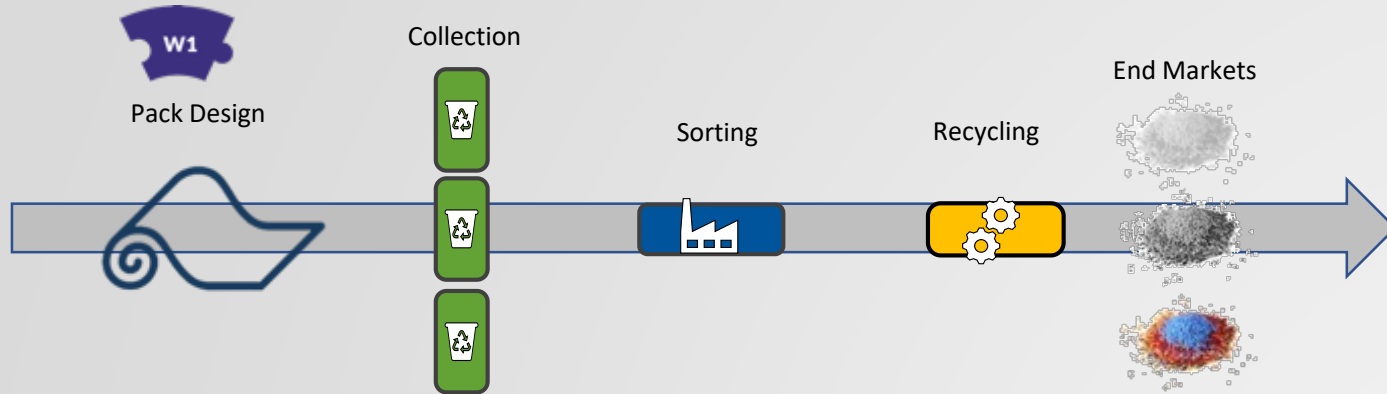 W1
Pack Design
Collection
Sorting
Recycling
End Markets